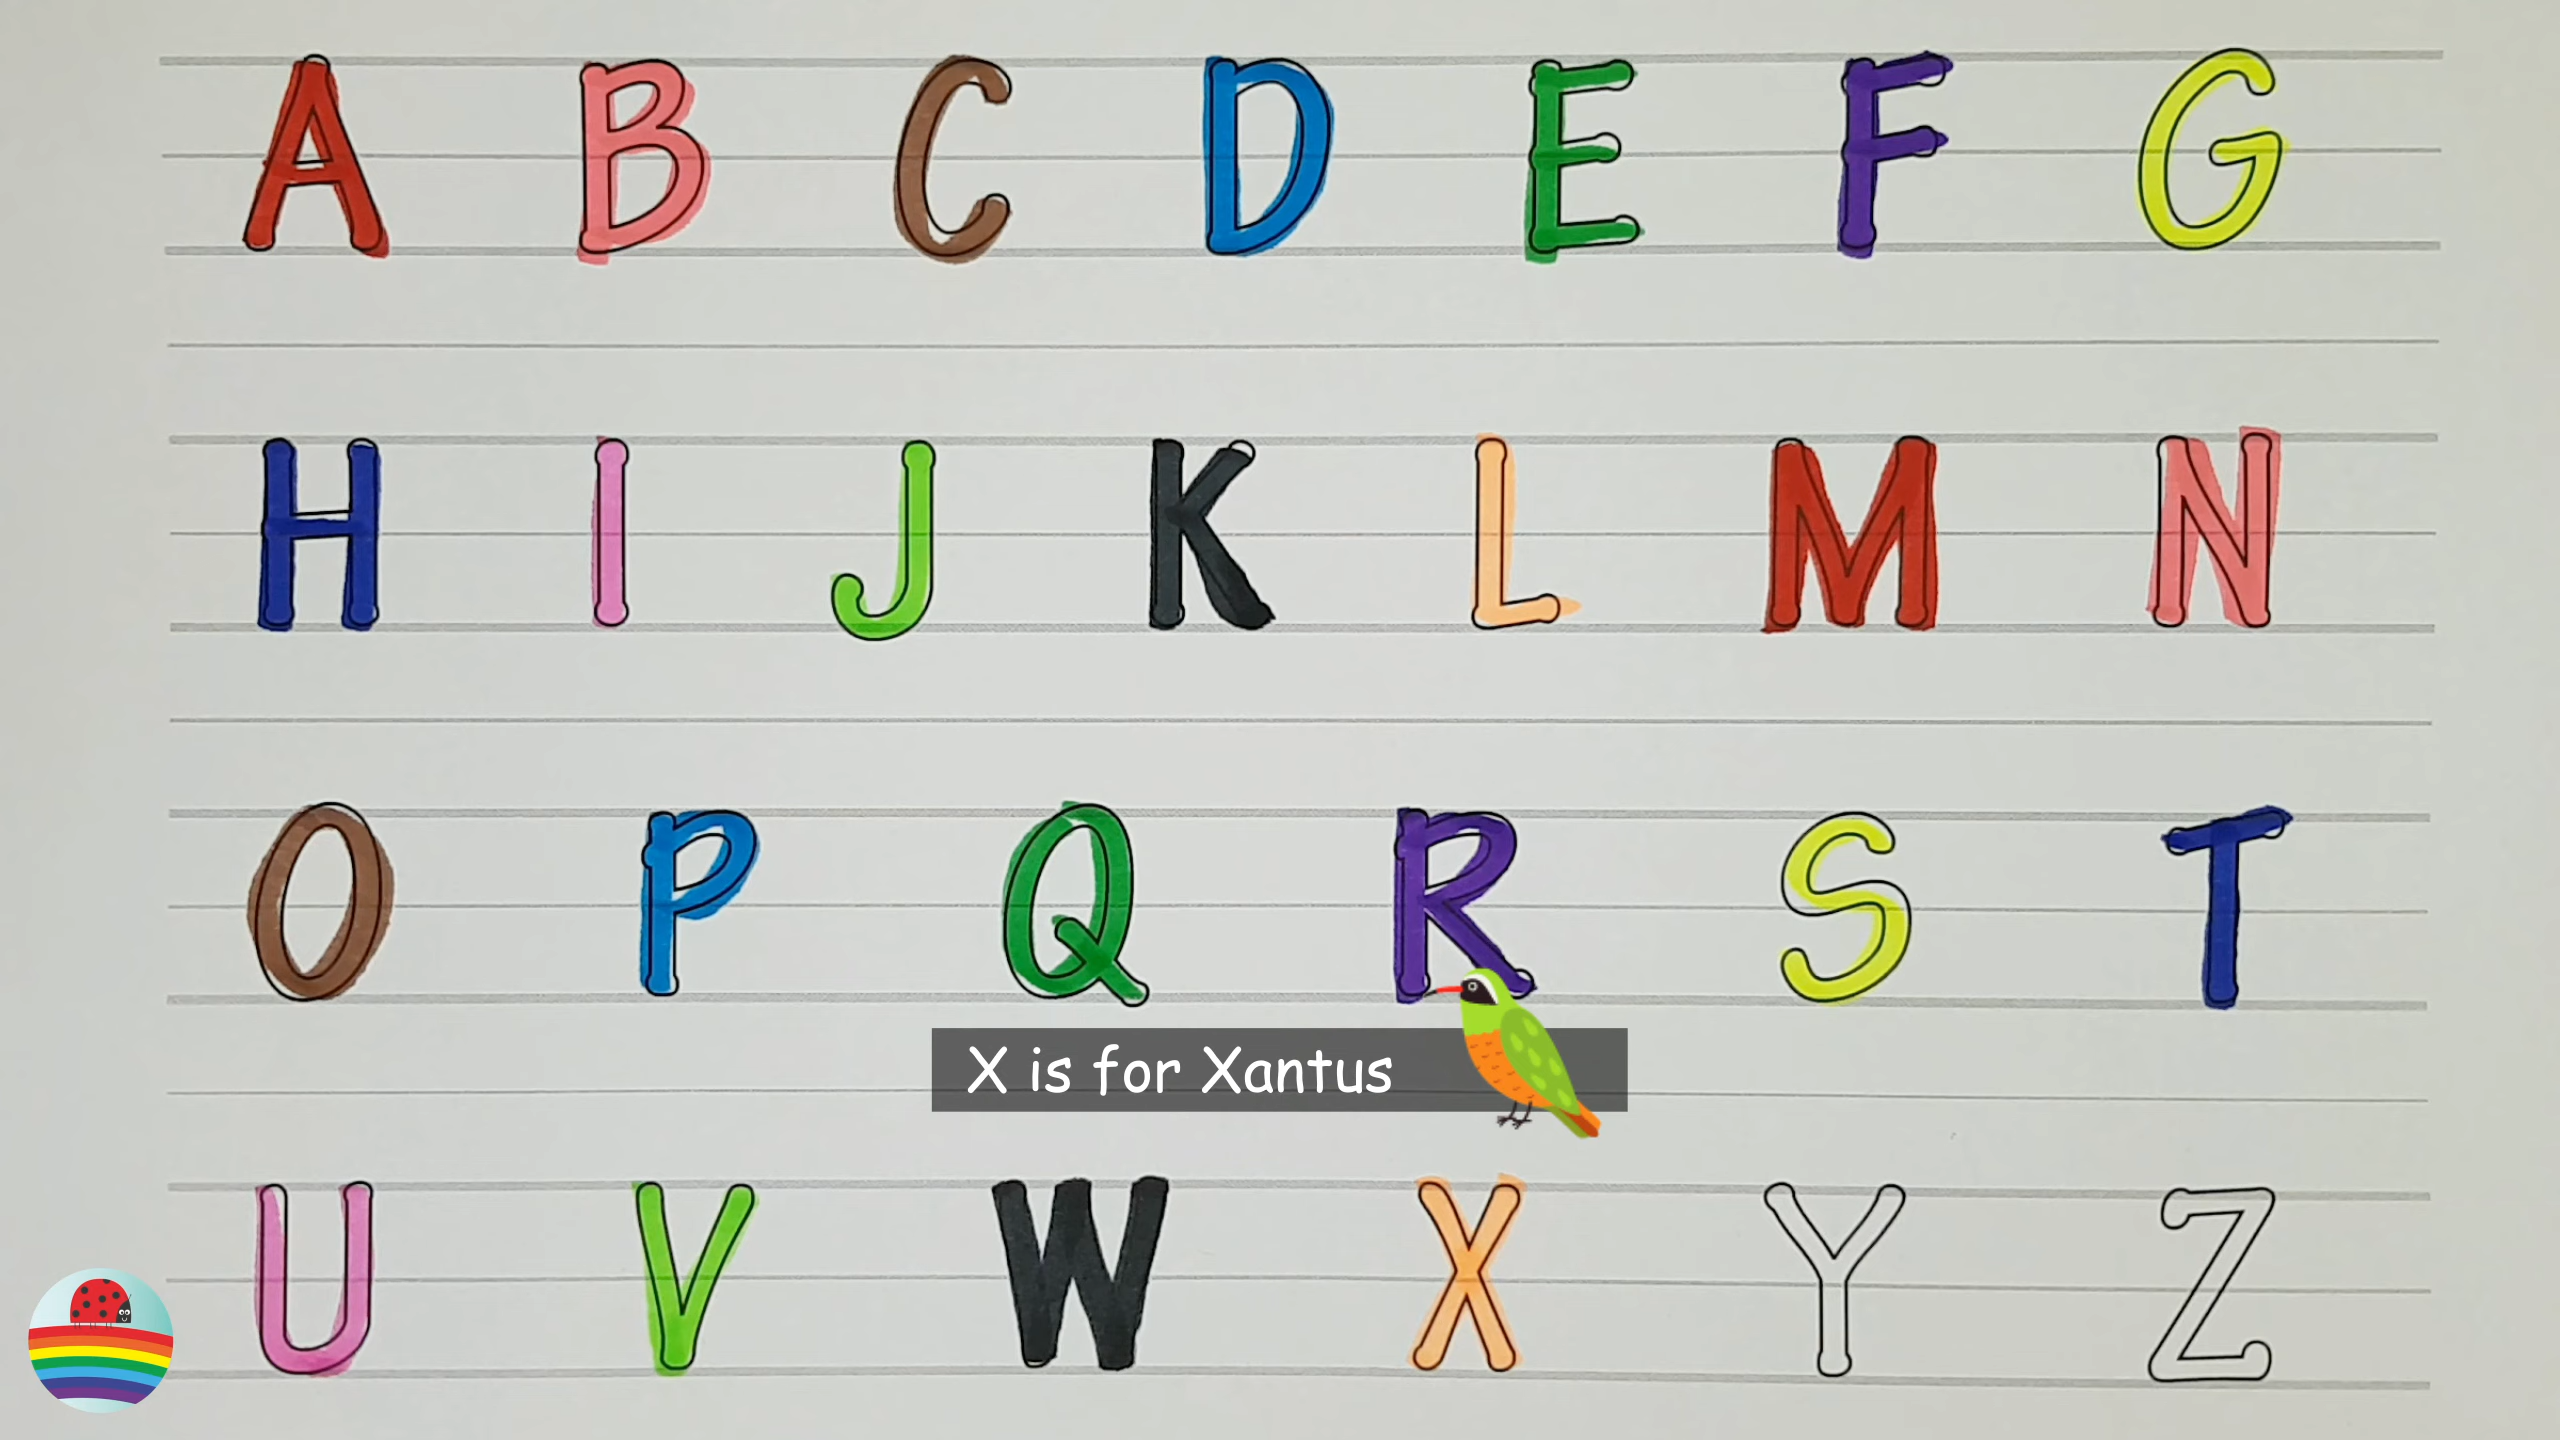 A B C D E F G
H I J K L M N
O P Q R S T
X is for Xantus
U V W X Y Z